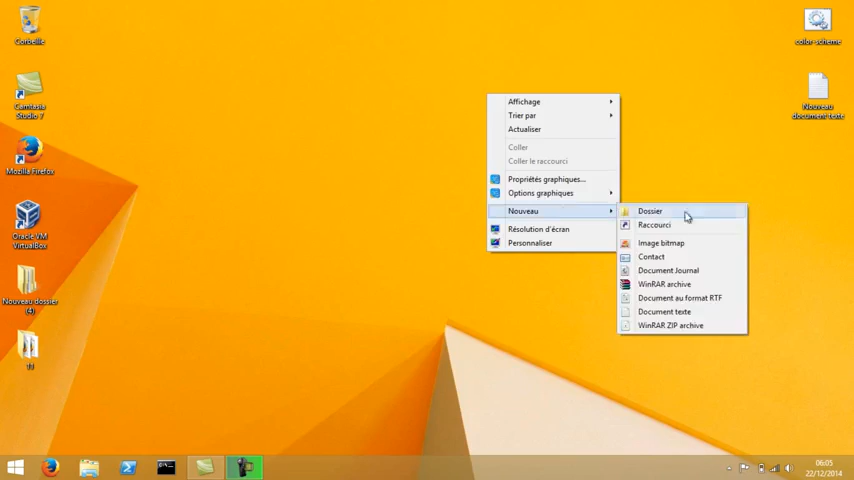 Corbeille
Camtasia
Studio 7
Mozilla Firefox
Oracle VM
VirtualBox
Nouveau dossier
(4)
11
color-scheme
Nouveau
document texte
Affichage
Trier par
Actualiser
Coller
Coller le raccourci
Propriétés graphiques...
Options graphiques
Nouveau
Résolution d'écran
Personnaliser
Dossier
Raccourci
Image bitmap
Contact
Document Journal
WinRAR archive
Document au format RTF
Document texte
WinRAR ZIP archive
06:05
22/12/2014